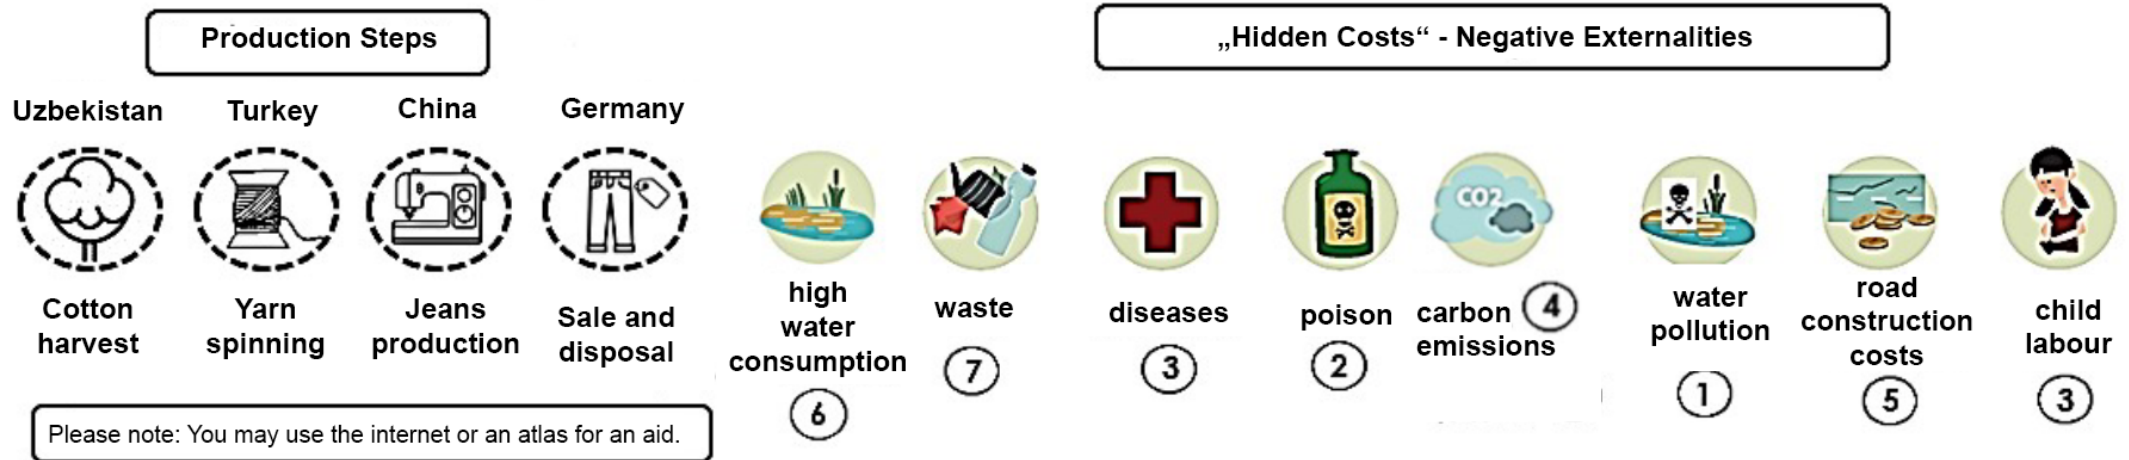 Production Steps
„Hidden Costs“ - Negative Externalities
Uzbekistan
Turkey
China
Germany
Cotton
harvest
Yarn
spinning
Jeans
production
Sale and
disposal
high
water
consumption
6
waste
7
diseases
3
poison
2
CO2
carbon
emissions
4
water
pollution
1
road
construction
costs
5
child
labour
3
Please note: You may use the internet or an atlas for an aid.